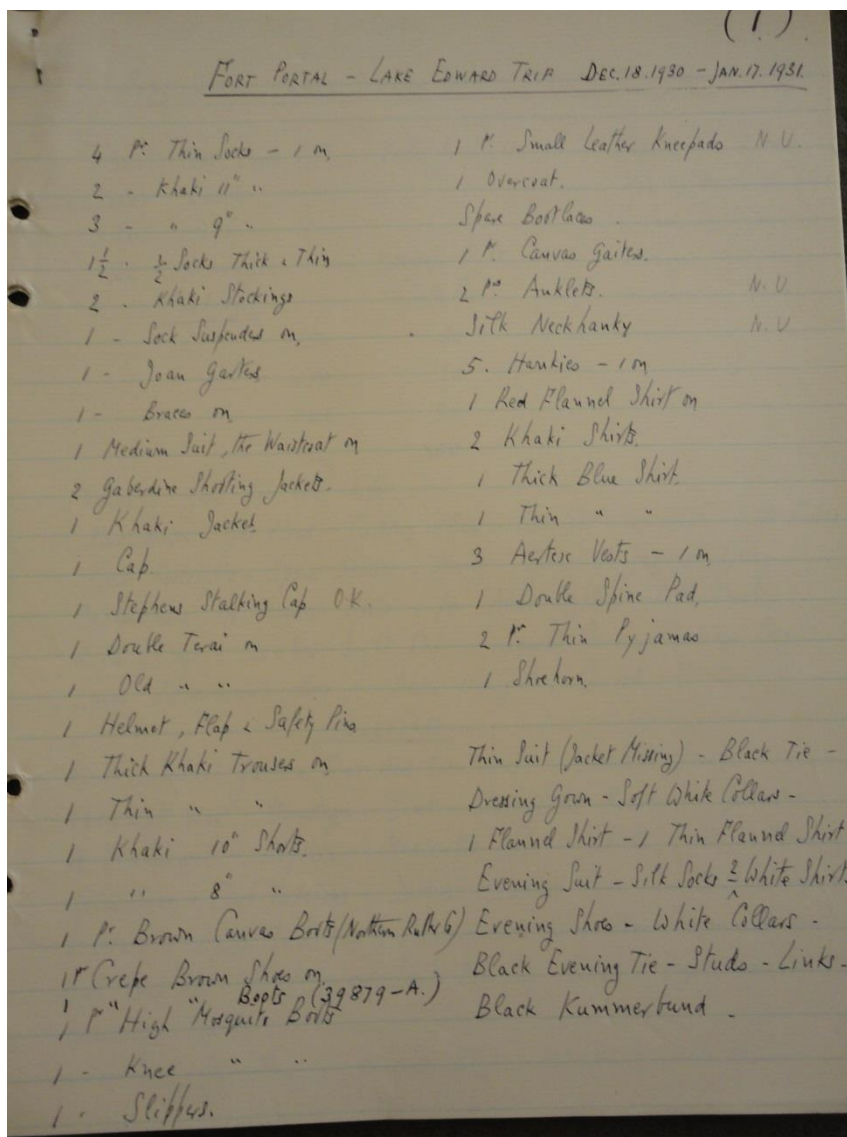 (1).
FORT PORTAL - LAKE EDWARD TRIP DEC. 18. 1930 - JAN. 17. 1931.
4 Pr. Thin Socks - 1 on
2 - Khaki 11" "
3 - " 9" "
1½ - ½ Socks Thick & Thin
2 - Khaki Stockings
1 - Sock Suspenders on
1 - Joan Garters
1 - Braces on
1 Medium Suit, the Waistcoat on
2 Gaberdine Shooting Jackets.
1 Khaki Jacket
1 Cap.
1 Stephens Stalking Cap O.K.
1 Double Terai on
1 Old " "
1 Helmet, Flap & Safety Pins
1 Thick Khaki Trousers on
1 Thin " "
1 Khaki 10" Shorts.
1 " 8" "
1 Pr. Brown Canvas Boots (Northern Rubber Co)
1 Pr Crepe Brown Shoes on
Boots (39879-A.)
1 Pr "High" Mosquito Boots
1 - Knee " "
1 - Slippers.
1 Pr. Small Leather Kneepads N.U.
1 Overcoat.
Spare Bootlaces.
1 Pr. Canvas Gaiters.
2 Prs Anklets. N.U.
Silk Neckhanky N.U.
5. Hankies - 1 on
1 Red Flannel Shirt on
2 Khaki Shirts.
1 Thick Blue Shirt.
1 Thin " "
3 Aertex Vests - 1 on
1 Double Spine Pad.
2 Pr. Thin Pyjamas
1 Shoehorn.
Thin Suit (Jacket Missing) - Black Tie -
Dressing Gown - Soft White Collars -
1 Flannel Shirt - 1 Thin Flannel Shirt
Evening Suit - Silk Socks 2 White Shirts
Evening Shoes - White Collars -
Black Evening Tie - Studs - Links -
Black Kummerbund.